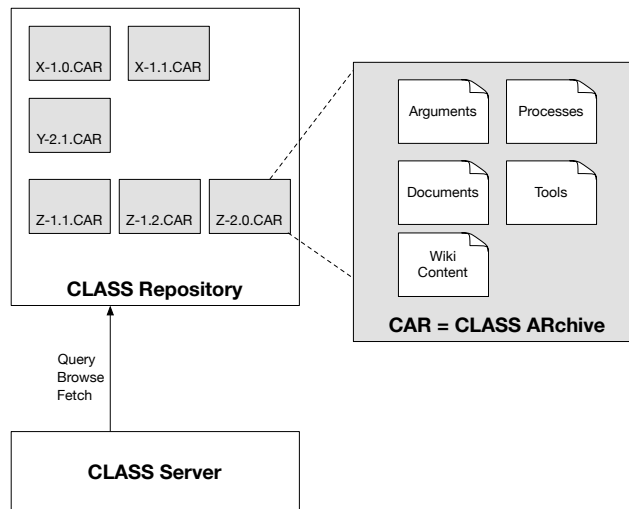 X-1.0.CAR
X-1.1.CAR
Y-2.1.CAR
Z-1.1.CAR
Z-1.2.CAR
Z-2.0.CAR
CLASS Repository
Arguments
Processes
Documents
Tools
Wiki
Content
CAR = CLASS ARchive
Query
Browse
Fetch
CLASS Server